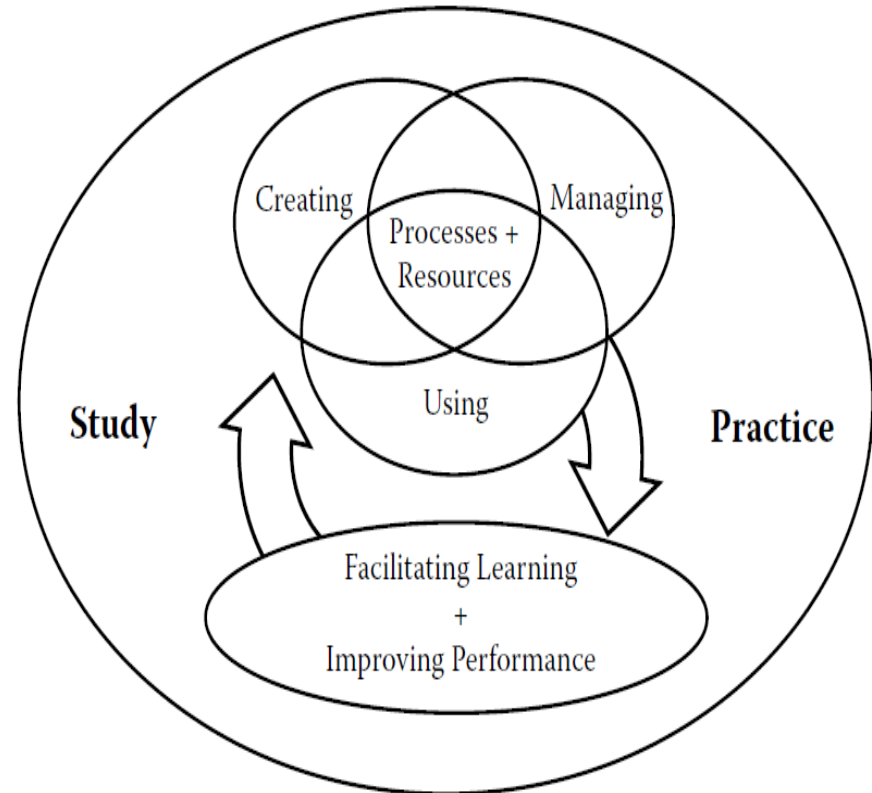 Creating
Managing
Processes +
Resources
Using
Study
Practice
Facilitating Learning
+
Improving Performance